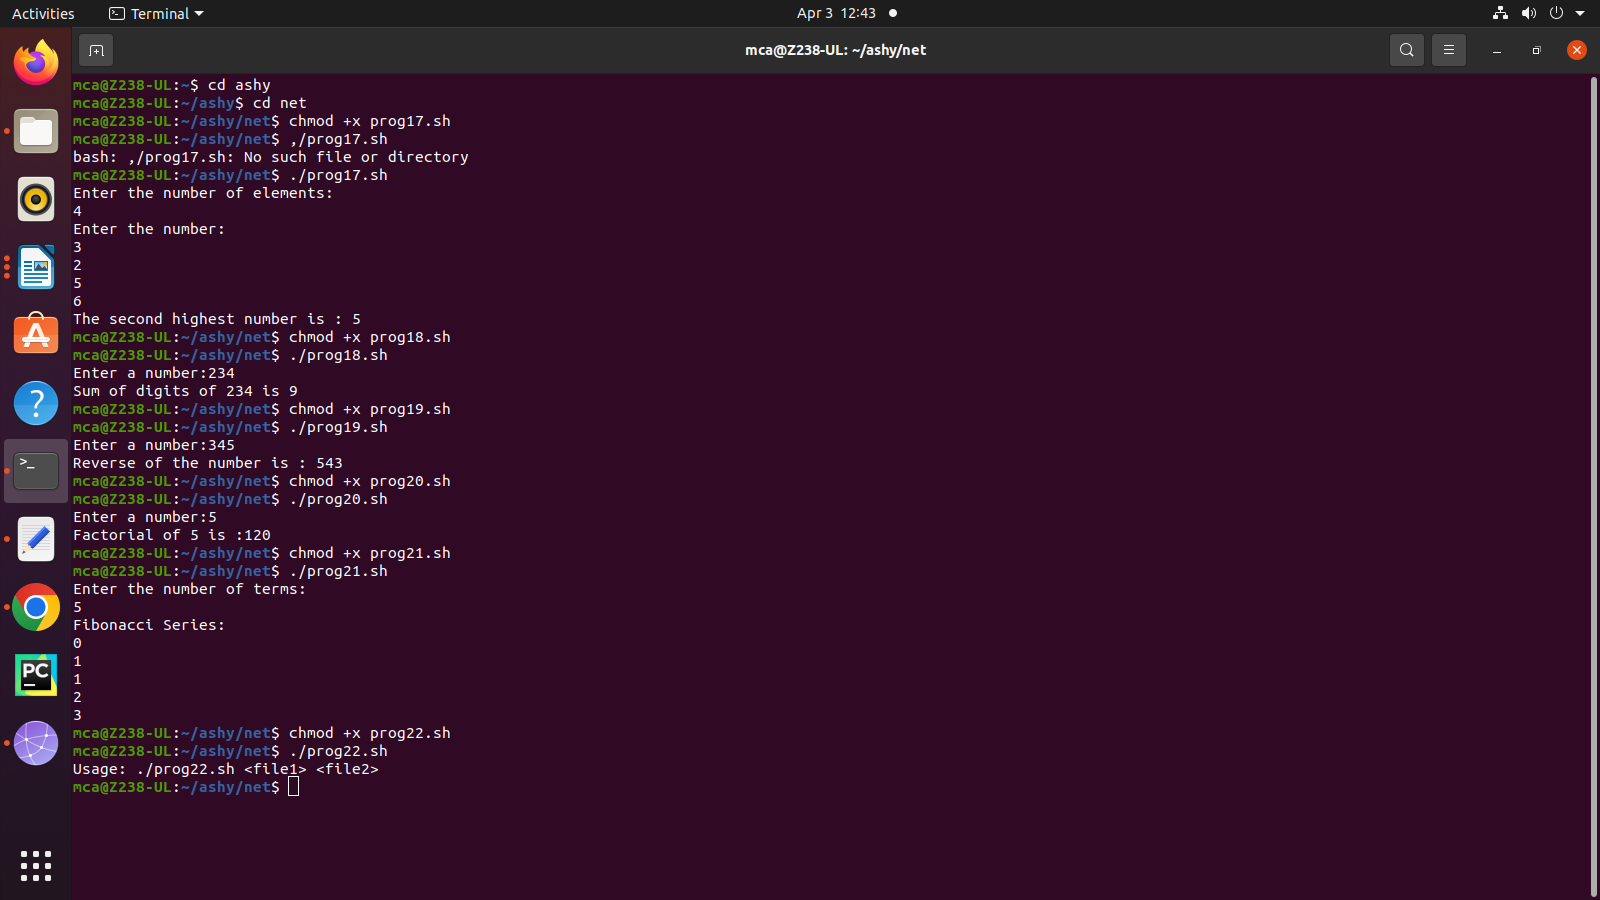 Activities
Terminal
Apr 3 12:43
mca@Z238-UL: ~/ashy/net
mca@Z238-UL:~$ cd ashy
mca@Z238-UL:~/ashy$ cd net
mca@Z238-UL:~/ashy/net$ chmod +x prog17.sh
mca@Z238-UL:~/ashy/net$ ,/prog17.sh
bash: ,/prog17.sh: No such file or directory
mca@Z238-UL:~/ashy/net$ ./prog17.sh
Enter the number of elements:
4
Enter the number:
3
2
5
6
The second highest number is : 5
mca@Z238-UL:~/ashy/net$ chmod +x prog18.sh
mca@Z238-UL:~/ashy/net$ ./prog18.sh
Enter a number:234
Sum of digits of 234 is 9
mca@Z238-UL:~/ashy/net$ chmod +x prog19.sh
mca@Z238-UL:~/ashy/net$ ./prog19.sh
Enter a number:345
Reverse of the number is : 543
mca@Z238-UL:~/ashy/net$ chmod +x prog20.sh
mca@Z238-UL:~/ashy/net$ ./prog20.sh
Enter a number:5
Factorial of 5 is :120
mca@Z238-UL:~/ashy/net$ chmod +x prog21.sh
mca@Z238-UL:~/ashy/net$ ./prog21.sh
Enter the number of terms:
5
Fibonacci Series:
0
1
1
2
3
mca@Z238-UL:~/ashy/net$ chmod +x prog22.sh
mca@Z238-UL:~/ashy/net$ ./prog22.sh
Usage: ./prog22.sh <file1> <file2>
mca@Z238-UL:~/ashy/net$
?
>_
PC